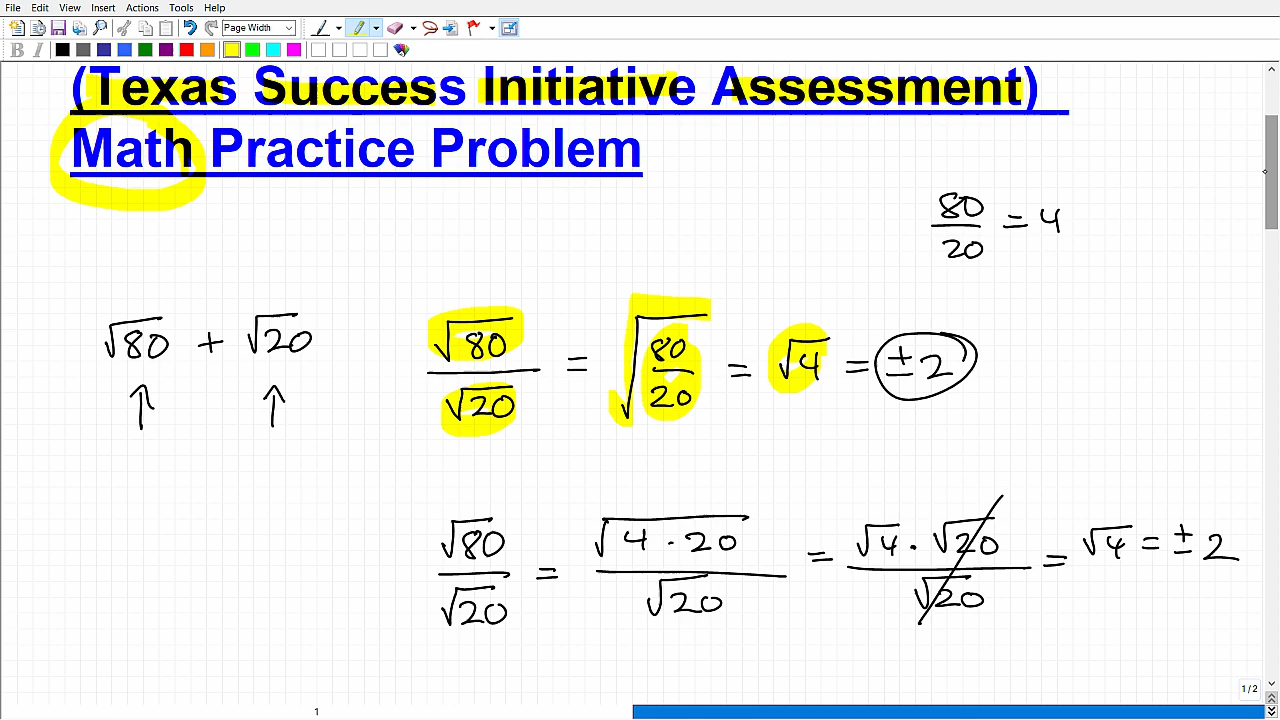 File Edit View Insert Actions Tools Help
Page Width
B I
(Texas Success Initiative Assessment)
Math Practice Problem
80/20 = 4
√80 + √20
√80/√20 = √(80/20) = √4 = ±2
√80/√20 = √(4 · 20)/√20 = (√4 · √20)/√20 = √4 = ±2
1/2
1